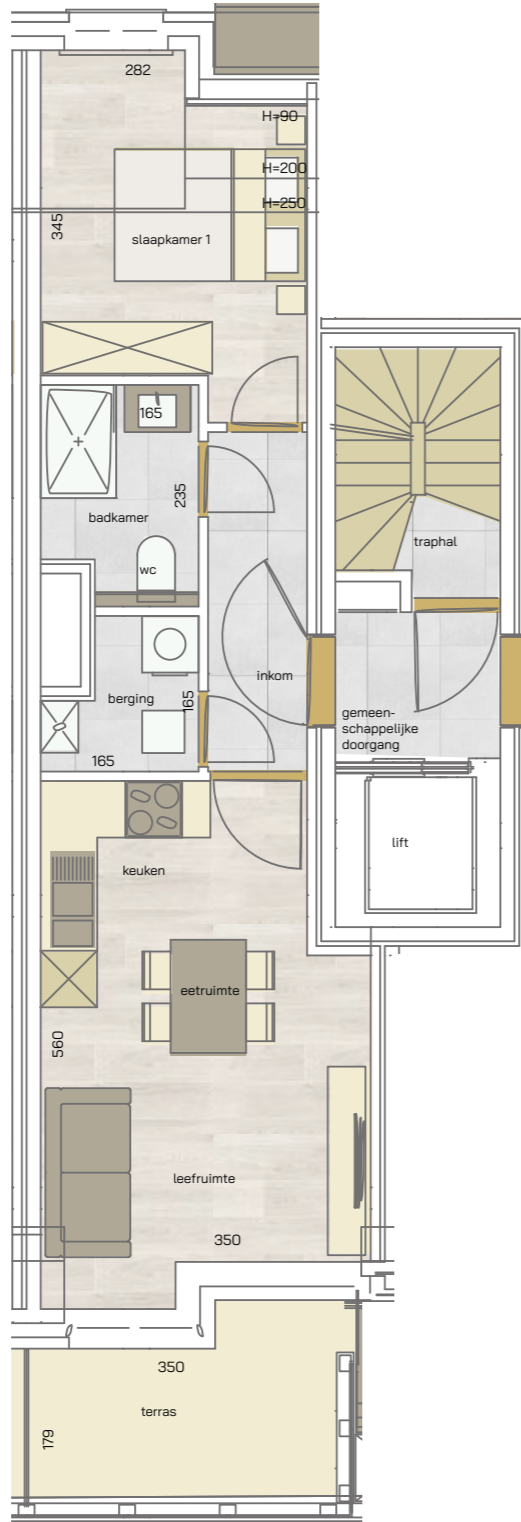 282
H=90
H=200
H=250
345
slaapkamer 1
165
235
badkamer
wc
traphal
inkom
berging
165
165
gemeen-
schappelijke
doorgang
lift
keuken
eetruimte
560
leefruimte
350
350
terras
179